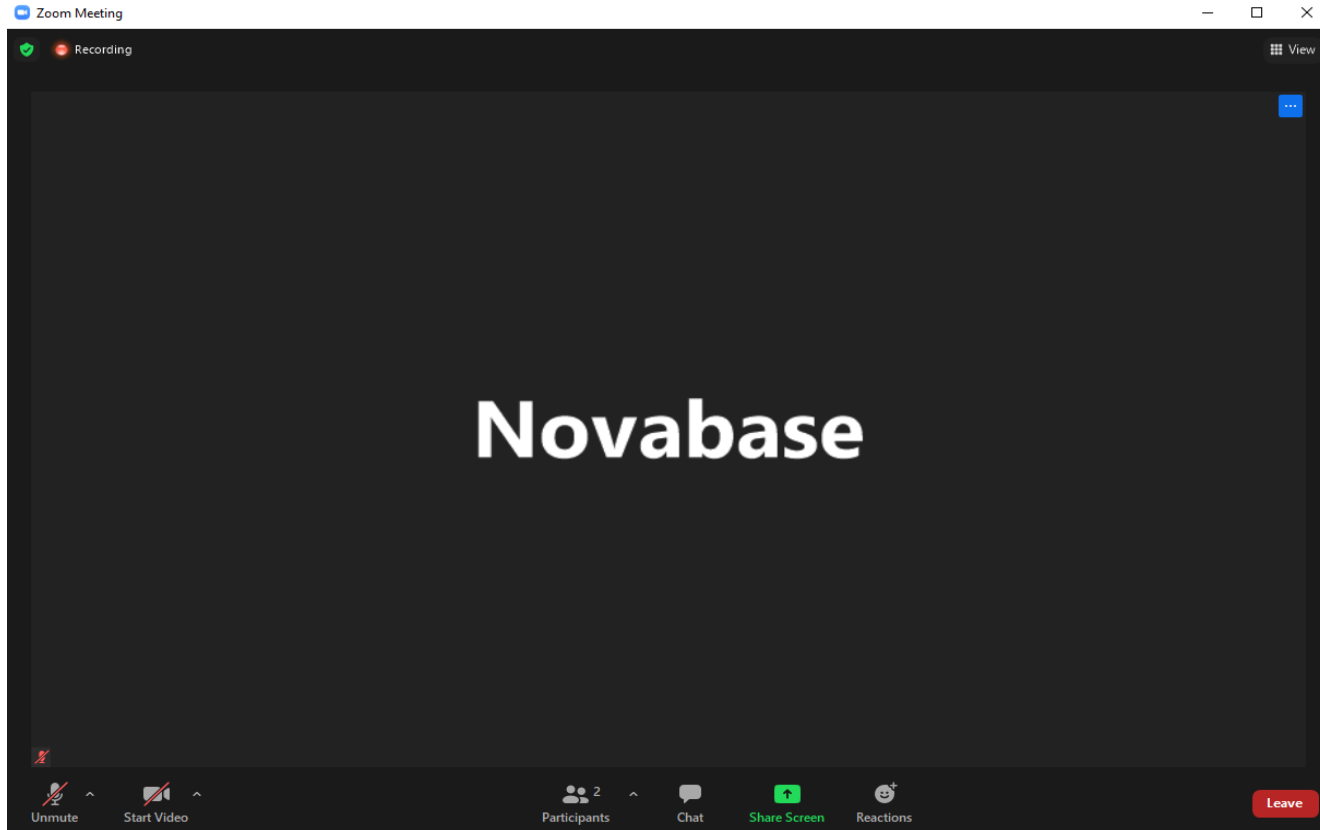 Zoom Meeting
Recording
View
Novabase
Unmute
Start Video
Participants
2
Chat
Share Screen
Reactions
Leave